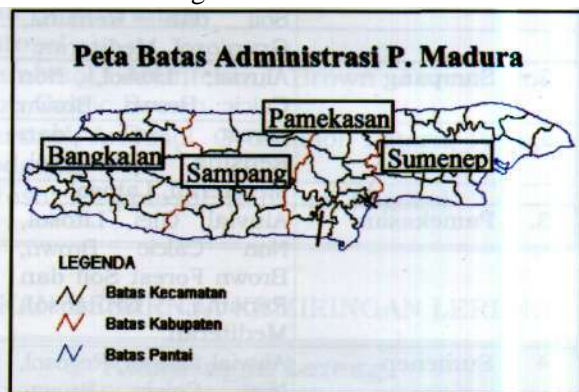 Peta Batas Administrasi P. Madura
Pamekasan
Bangkalan
Sampang
Sumenep
LEGENDA
Batas Kecamatan
Batas Kabupaten
Batas Pantai